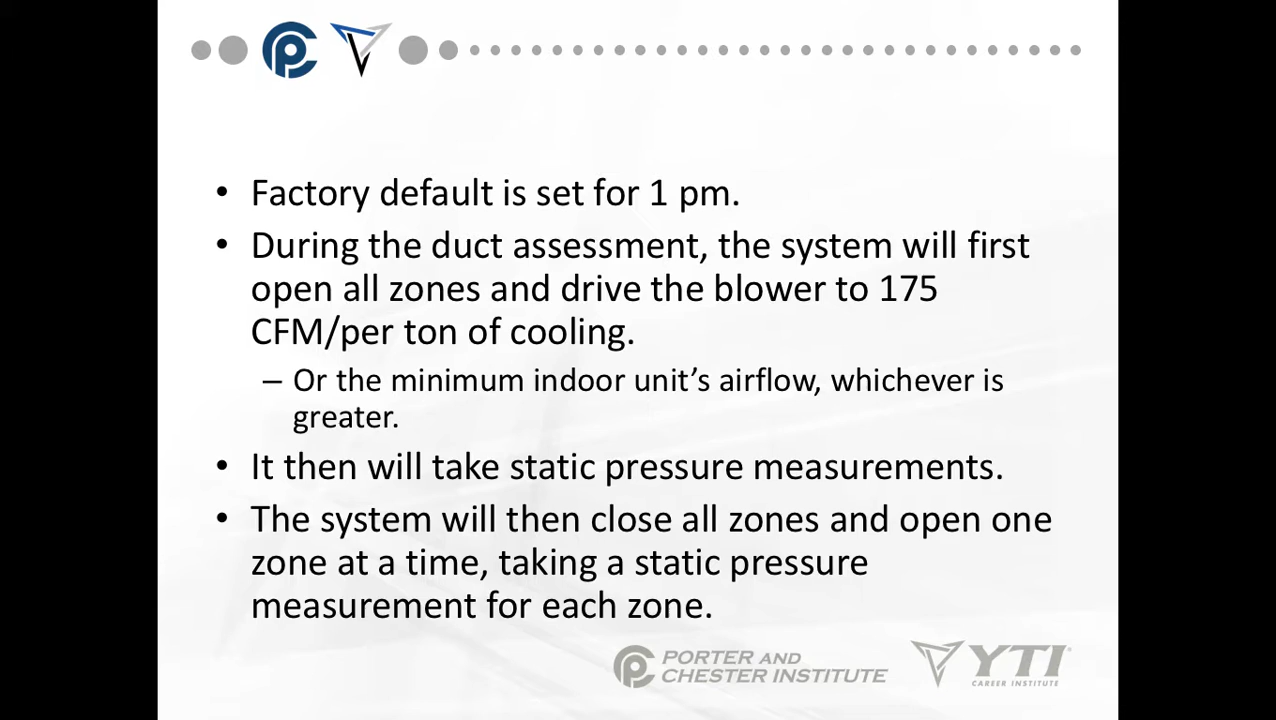 • Factory default is set for 1 pm.
• During the duct assessment, the system will first
open all zones and drive the blower to 175
CFM/per ton of cooling.
– Or the minimum indoor unit’s airflow, whichever is
greater.
• It then will take static pressure measurements.
• The system will then close all zones and open one
zone at a time, taking a static pressure
measurement for each zone.
PORTER AND
CHESTER INSTITUTE
YTI
CAREER INSTITUTE